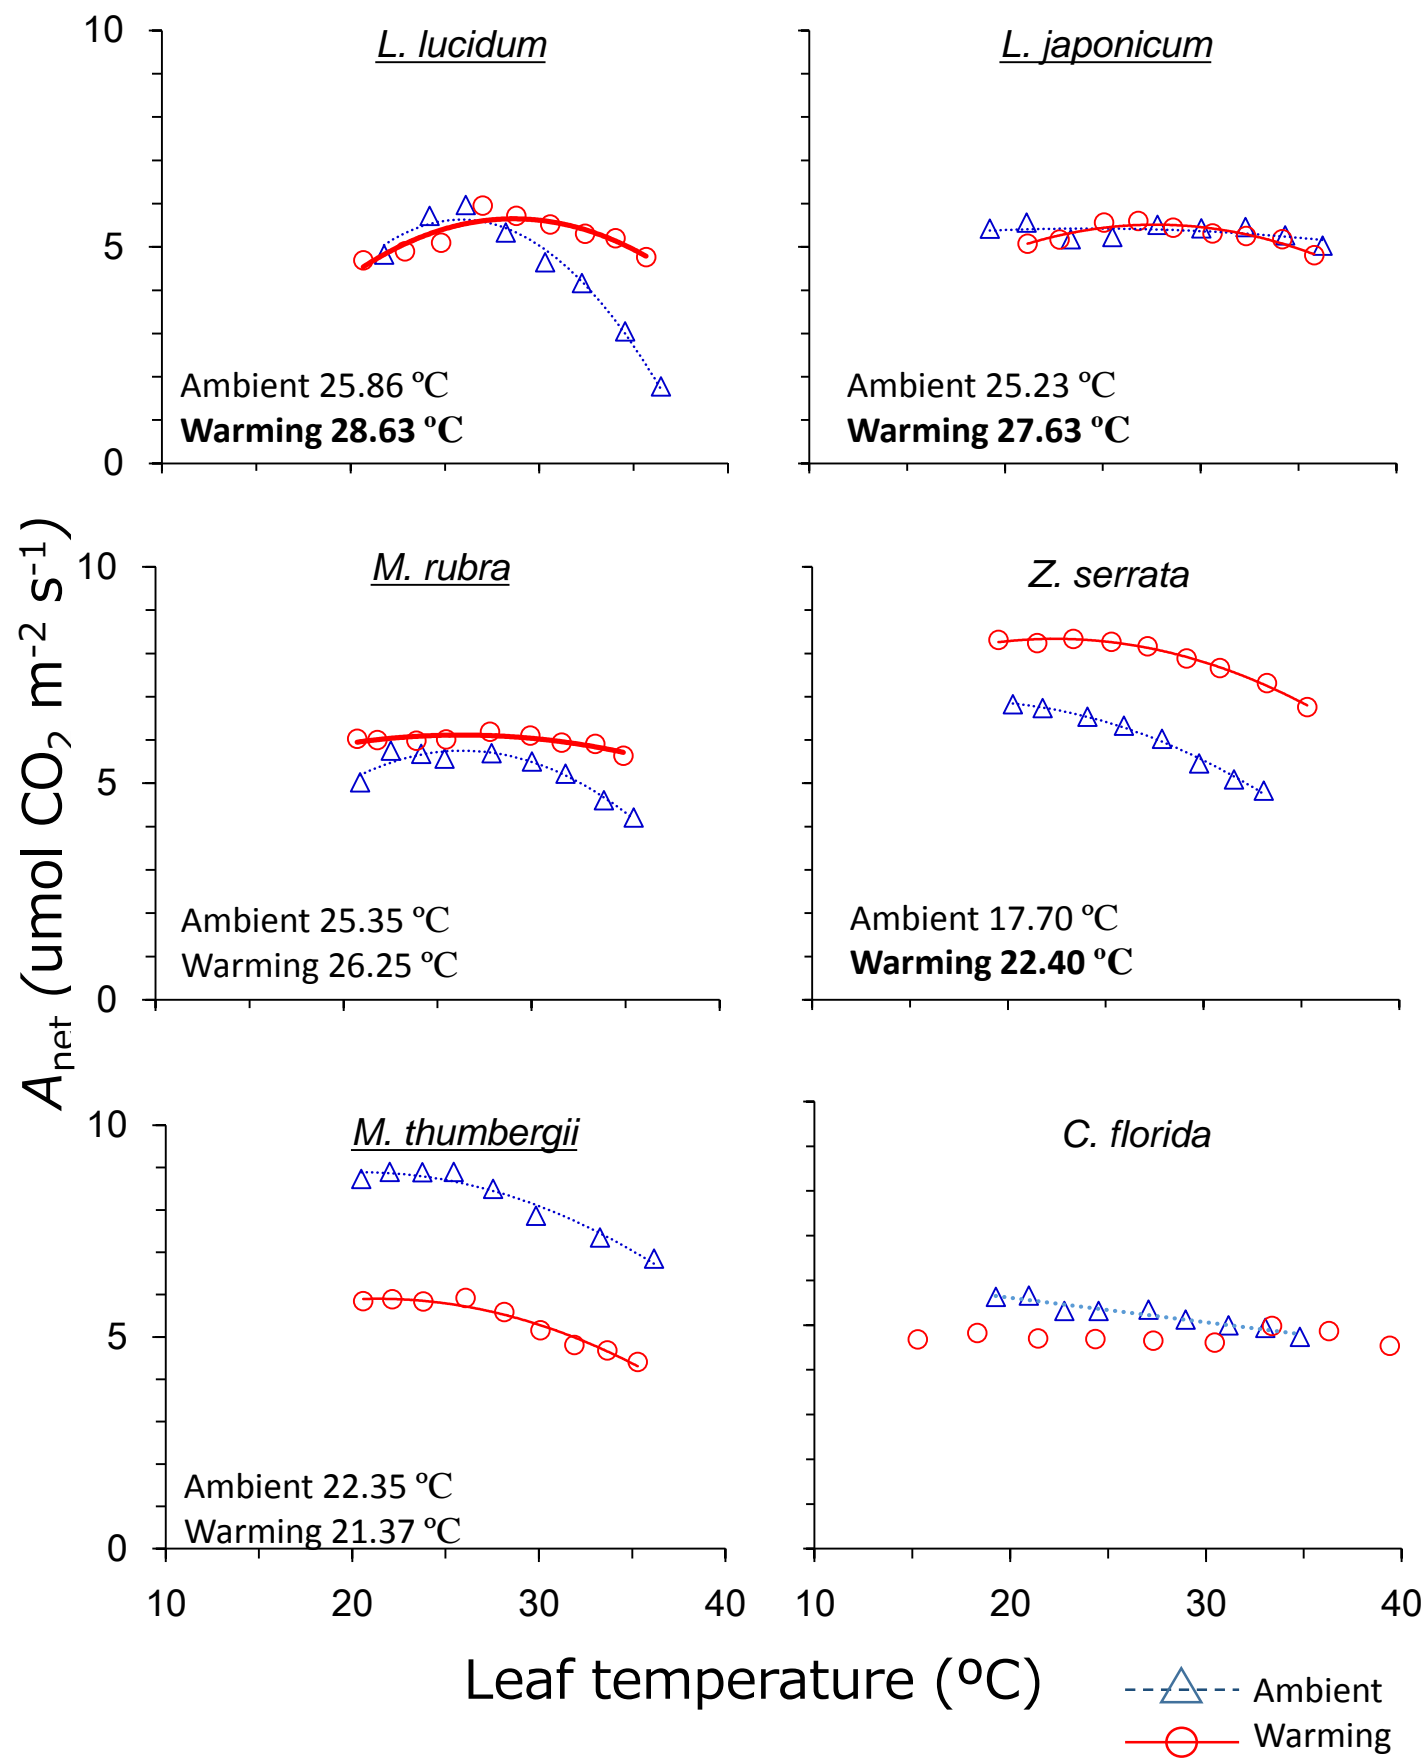 L. lucidum
10
5
0
Ambient 25.86 ºC
Warming 28.63 ºC
L. japonicum
Ambient 25.23 ºC
Warming 27.63 ºC
Anet (umol CO2 m-2 s-1)
M. rubra
10
5
0
Ambient 25.35 ºC
Warming 26.25 ºC
Z. serrata
Ambient 17.70 ºC
Warming 22.40 ºC
M. thumbergii
10
5
0
Ambient 22.35 ºC
Warming 21.37 ºC
C. florida
10 20 30 40
10 20 30 40
Leaf temperature (ºC)
Ambient
Warming